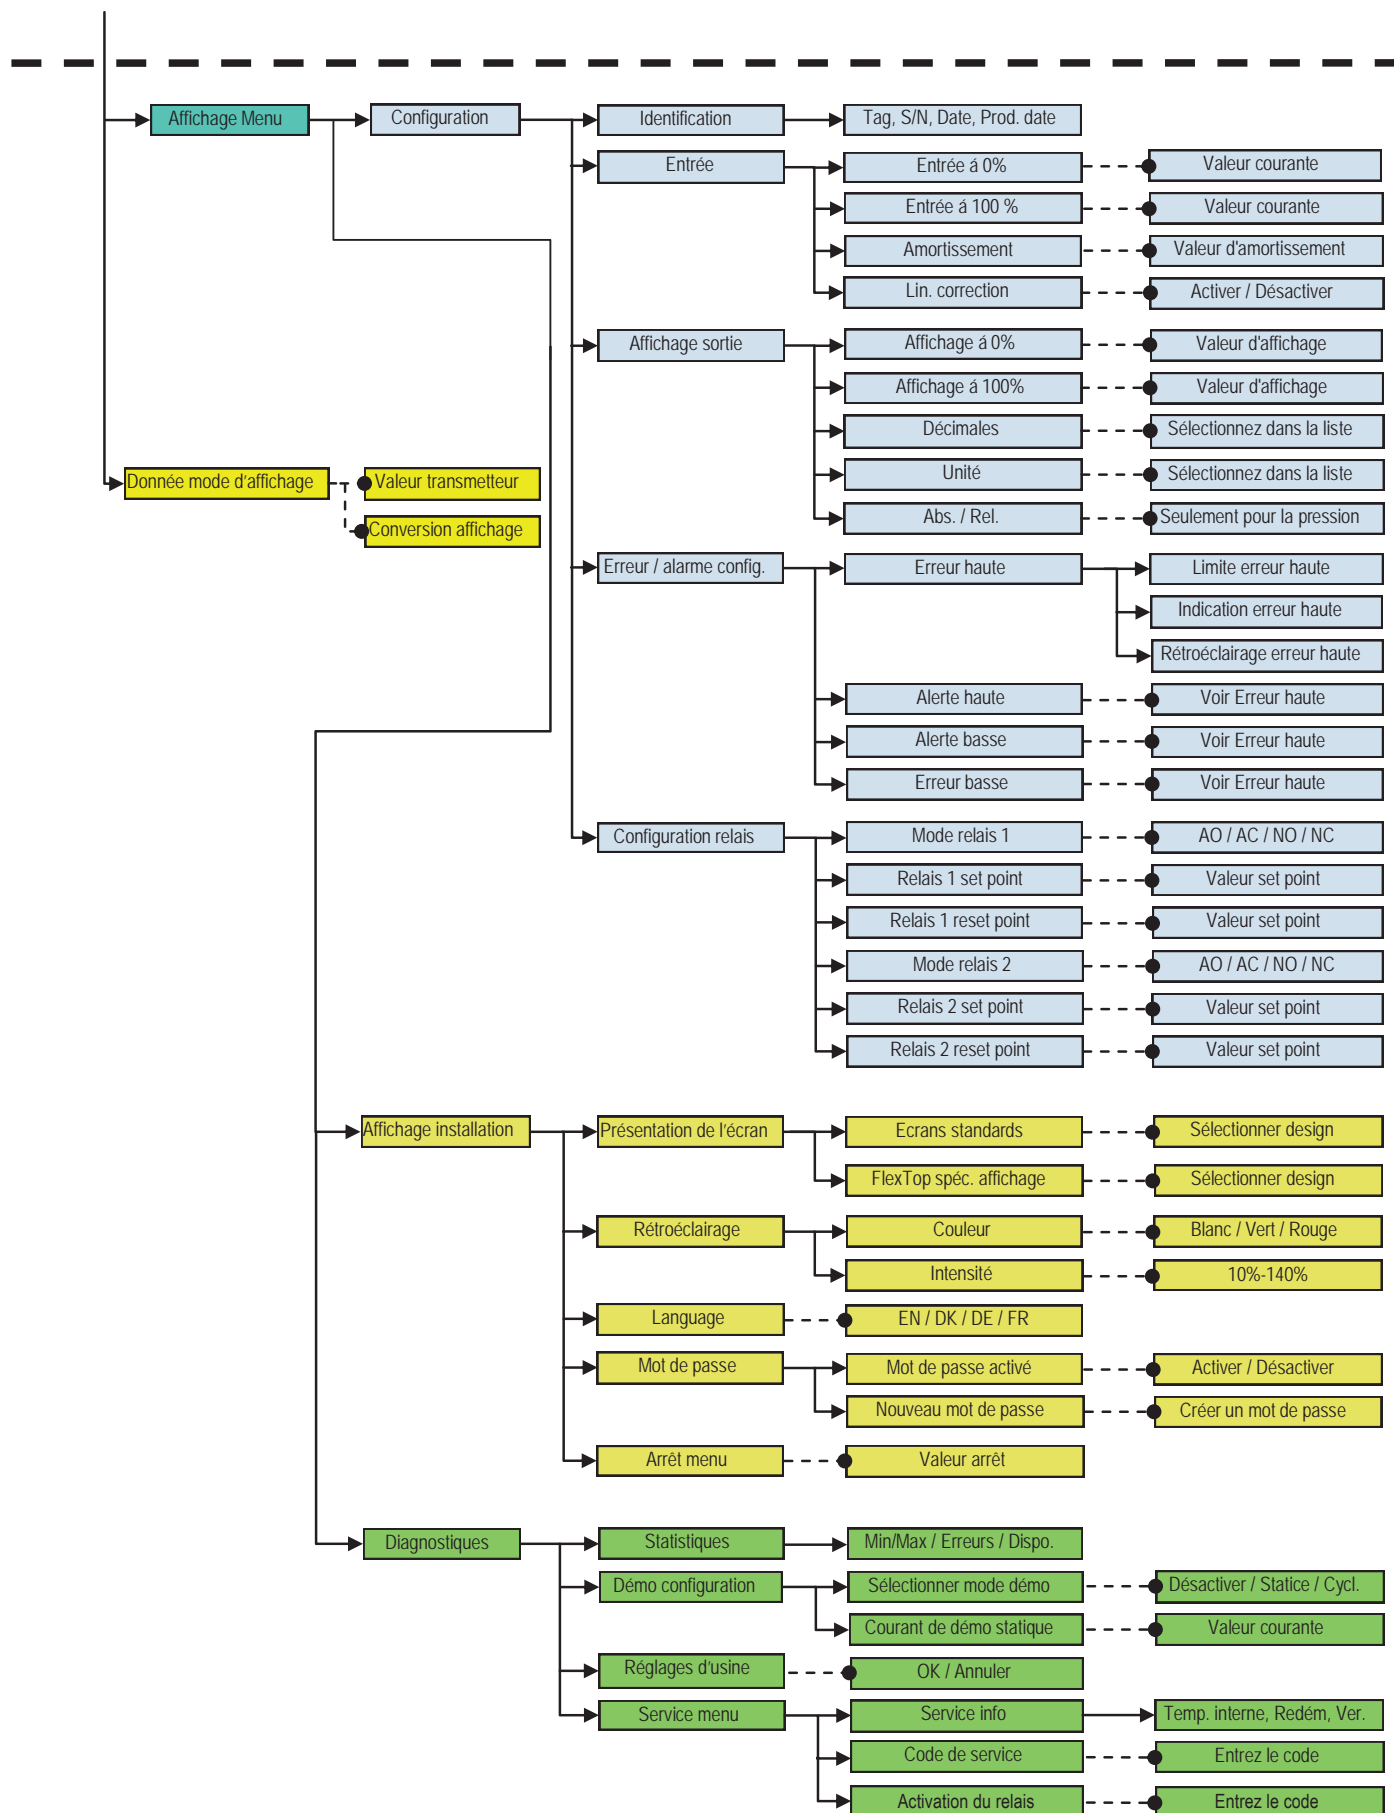 Affichage Menu
Configuration
Identification
Tag, S/N, Date, Prod. date
Entrée
Entrée á 0%
Valeur courante
Entrée á 100 %
Valeur courante
Amortissement
Valeur d'amortissement
Lin. correction
Activer / Désactiver
Affichage sortie
Affichage á 0%
Valeur d'affichage
Affichage á 100%
Valeur d'affichage
Décimales
Sélectionnez dans la liste
Unité
Sélectionnez dans la liste
Abs. / Rel.
Seulement pour la pression
Donnée mode d'affichage
Valeur transmetteur
Conversion affichage
Erreur / alarme config.
Erreur haute
Limite erreur haute
Indication erreur haute
Rétroéclairage erreur haute
Alerte haute
Voir Erreur haute
Alerte basse
Voir Erreur haute
Erreur basse
Voir Erreur haute
Configuration relais
Mode relais 1
AO / AC / NO / NC
Relais 1 set point
Valeur set point
Relais 1 reset point
Valeur set point
Mode relais 2
AO / AC / NO / NC
Relais 2 set point
Valeur set point
Relais 2 reset point
Valeur set point
Affichage installation
Présentation de l'écran
Ecrans standards
Sélectionner design
FlexTop spéc. affichage
Sélectionner design
Rétroéclairage
Couleur
Blanc / Vert / Rouge
Intensité
10%-140%
Language
EN / DK / DE / FR
Mot de passe
Mot de passe activé
Activer / Désactiver
Nouveau mot de passe
Créer un mot de passe
Arrêt menu
Valeur arrêt
Diagnostiques
Statistiques
Min/Max / Erreurs / Dispo.
Démo configuration
Sélectionner mode démo
Désactiver / Statice / Cycl.
Courant de démo statique
Valeur courante
Réglages d'usine
OK / Annuler
Service menu
Service info
Temp. interne, Redém, Ver.
Code de service
Entrez le code
Activation du relais
Entrez le code